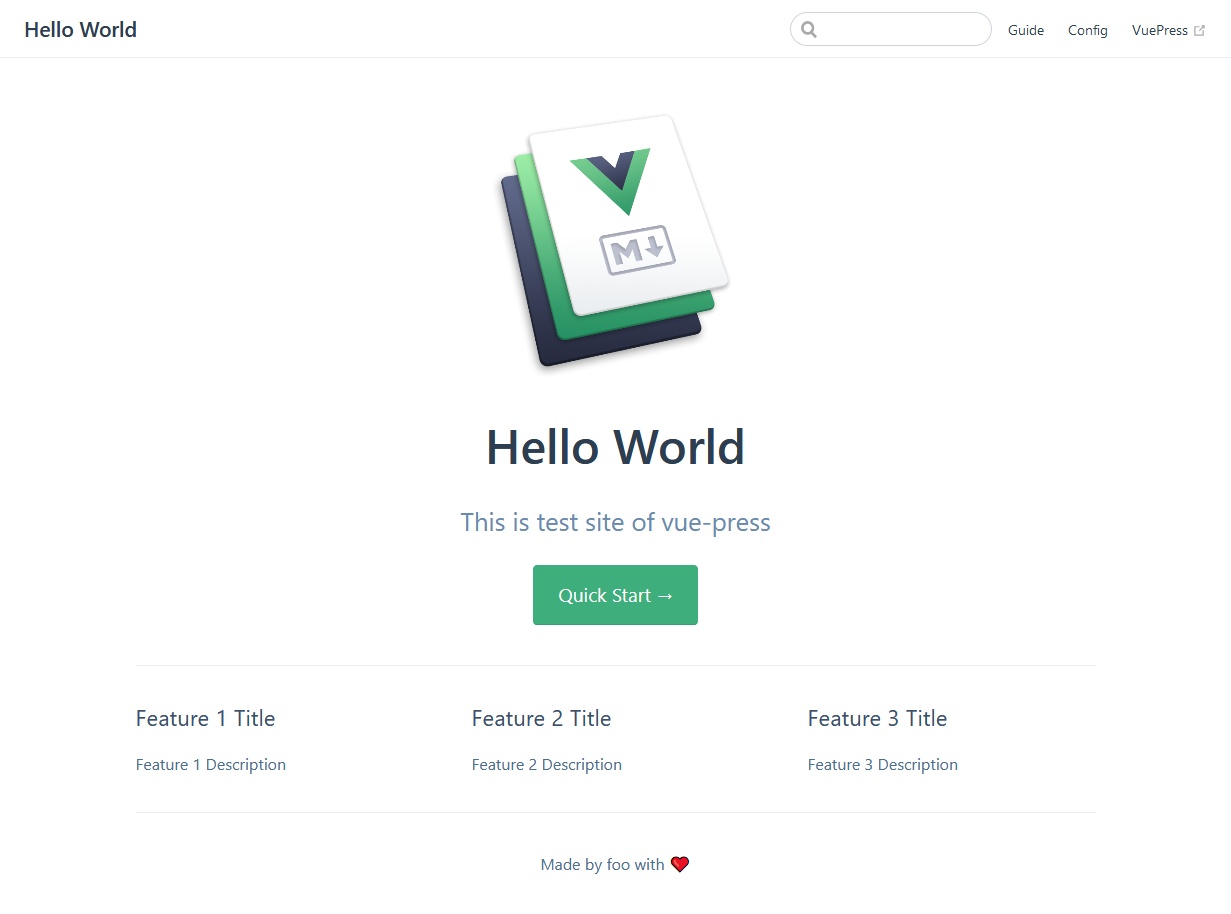 Hello World
Guide Config VuePress
M
Hello World
This is test site of vue-press
Quick Start →
Feature 1 Title Feature 2 Title Feature 3 Title
Feature 1 Description Feature 2 Description Feature 3 Description
Made by foo with ❤